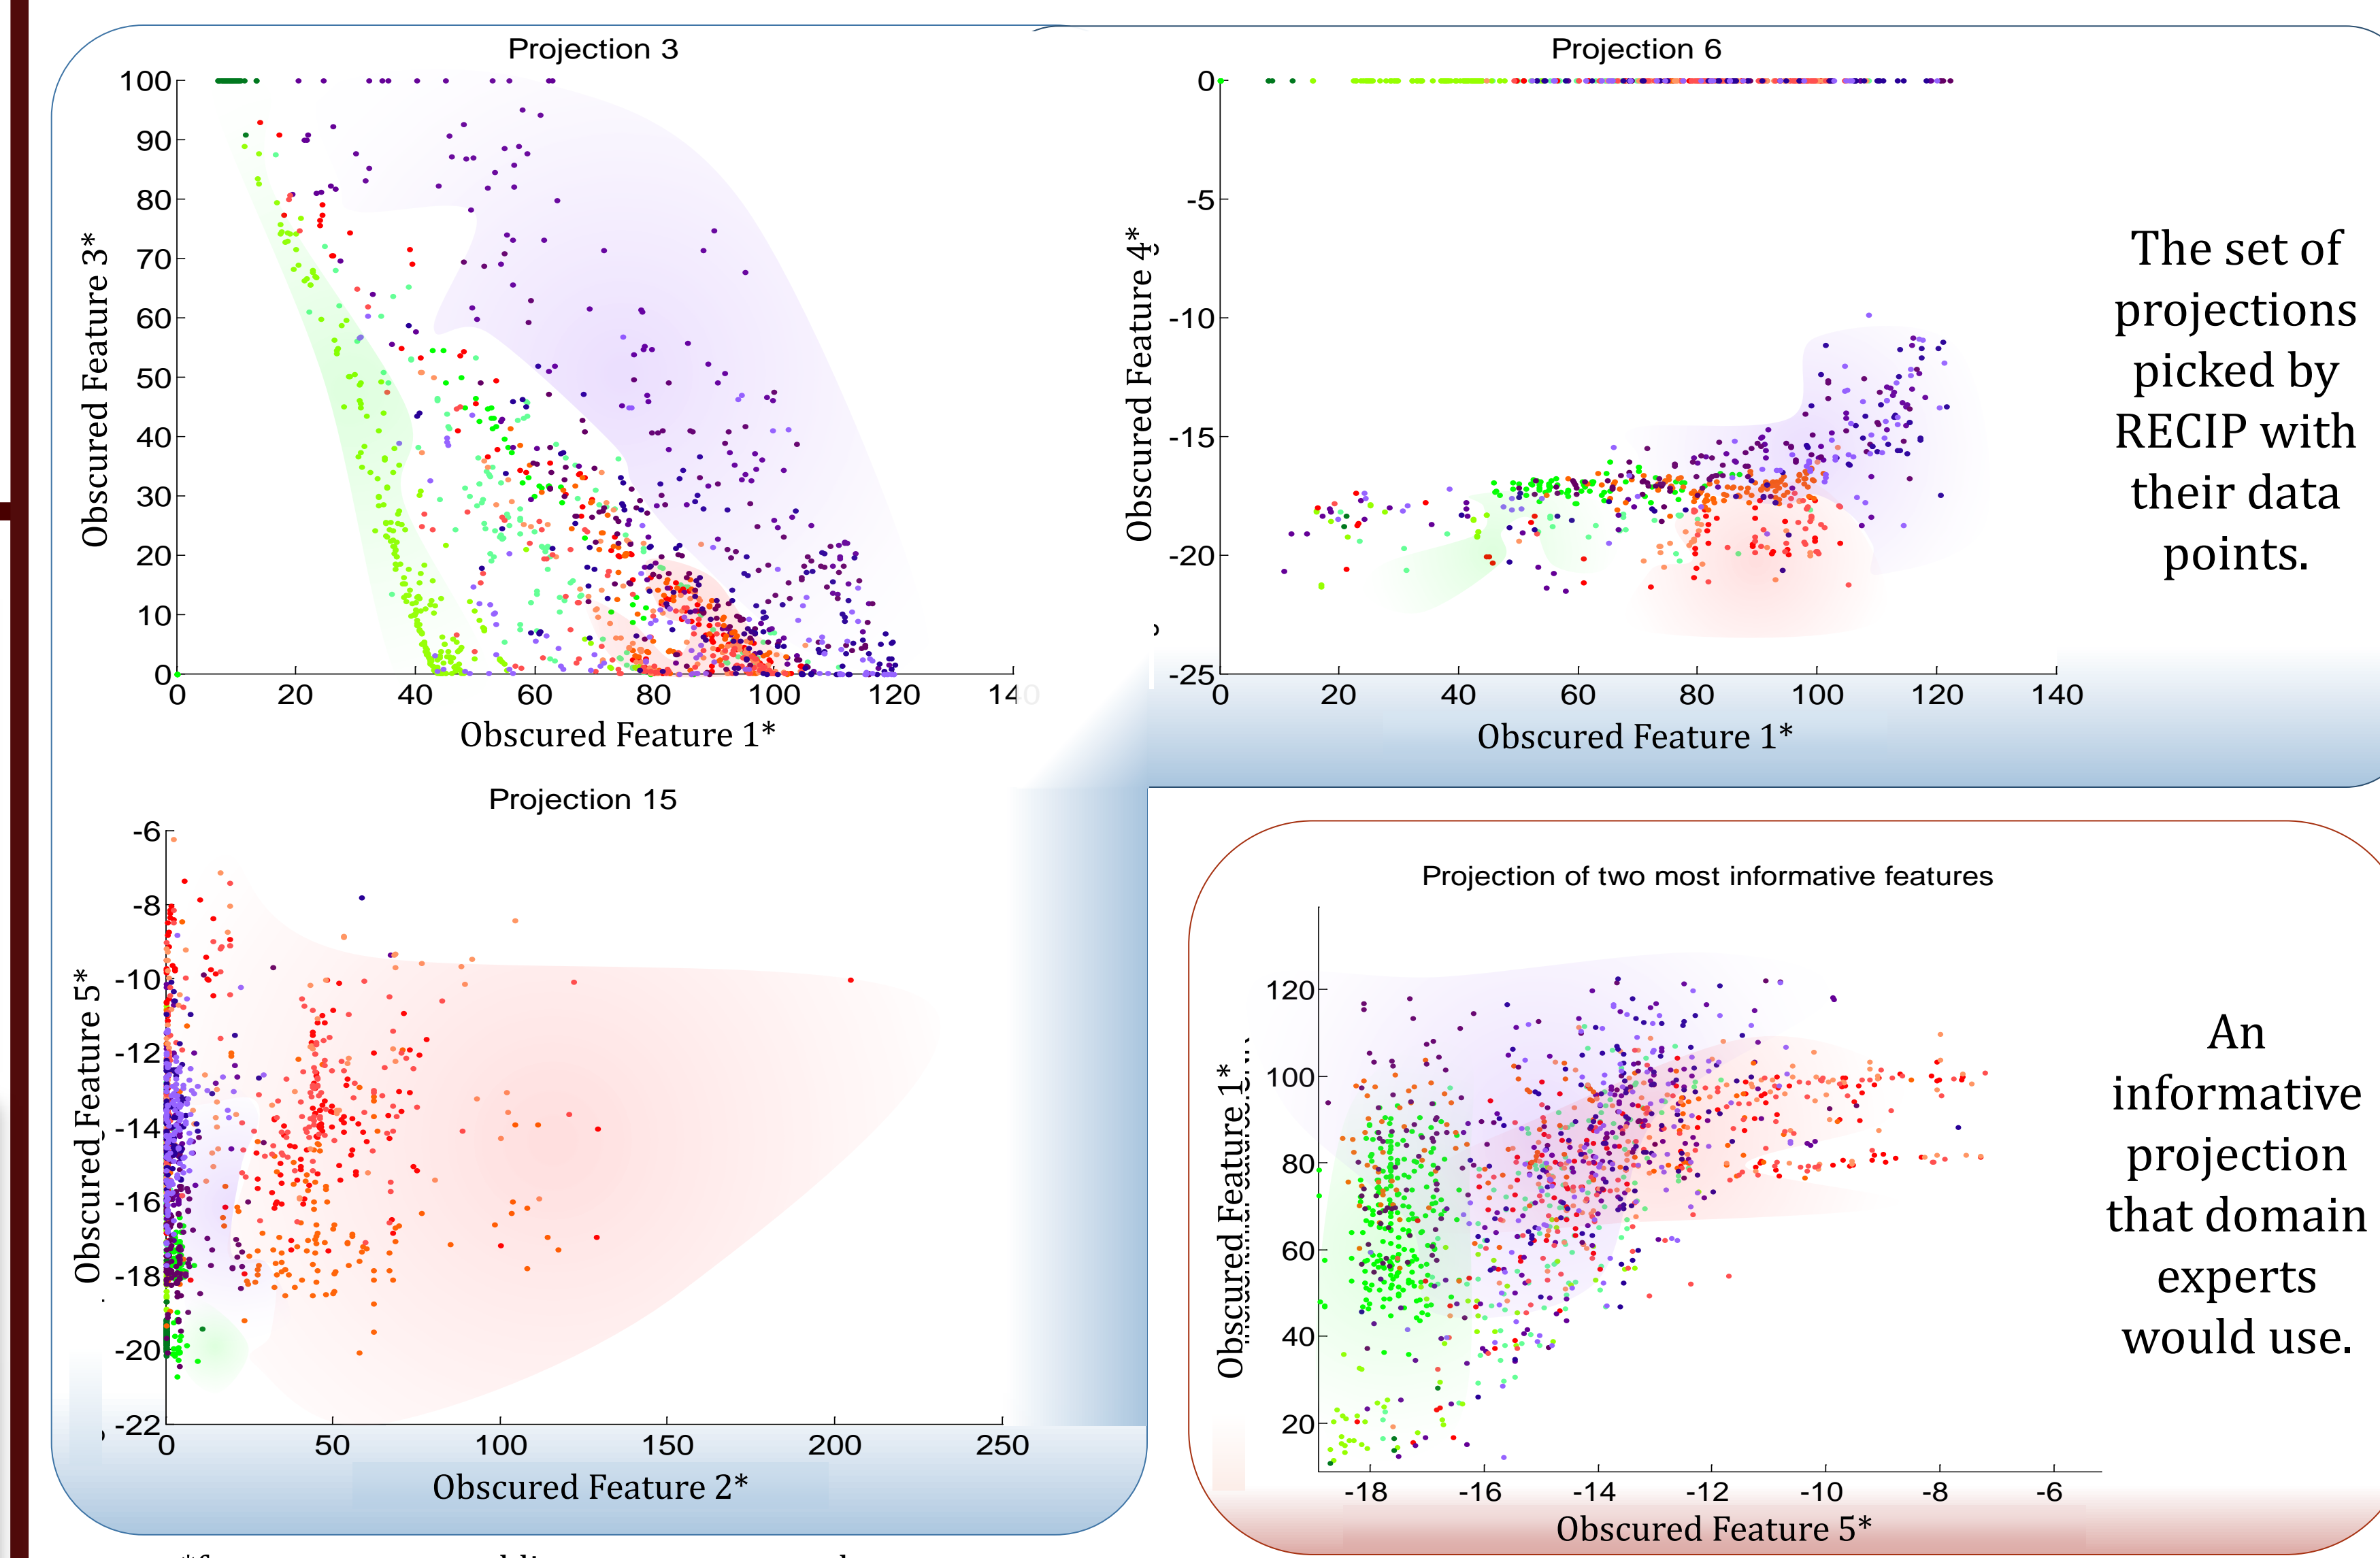 Projection 3
100
90
80
70
60
50
40
30
20
10
0
Obscured Feature 3*
0 20 40 60 80 100 120
Obscured Feature 1*
Projection 6
0
-5
-10
-15
-20
-25
Obscured Feature 4*
0 20 40 60 80 100 120 140
Obscured Feature 1*
The set of
projections
picked by
RECIP with
their data
points.
Projection 15
-6
-8
-10
-12
-14
-16
-18
-20
-22
Obscured Feature 5*
0 50 100 150 200 250
Obscured Feature 2*
Projection of two most informative features
120
100
80
60
40
20
Obscured Feature 1*
-18 -16 -14 -12 -10 -8 -6
Obscured Feature 5*
An
informative
projection
that domain
experts
would use.